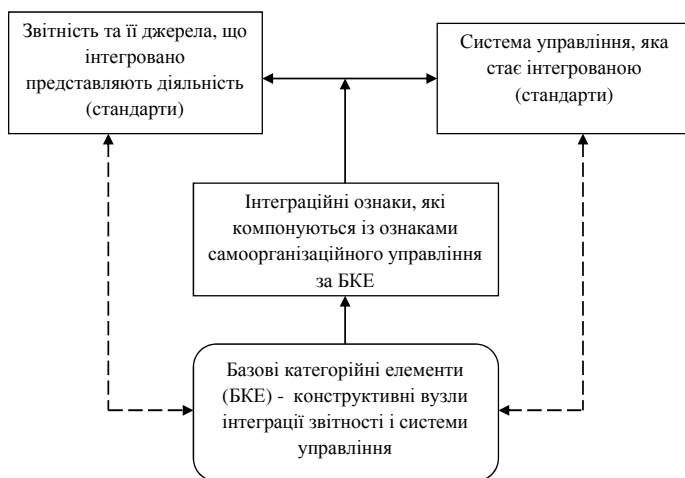 Звітність та її джерела, що
інтегровано
представляють діяльність
(стандарти)
Система управління, яка
стає інтегрованою
(стандарти)
Інтеграційні ознаки, які
компонуються із ознаками
самоорганізаційного управління
за БКЕ
Базові категорійні елементи
(БКЕ) - конструктивні вузли
інтеграції звітності і системи
управління